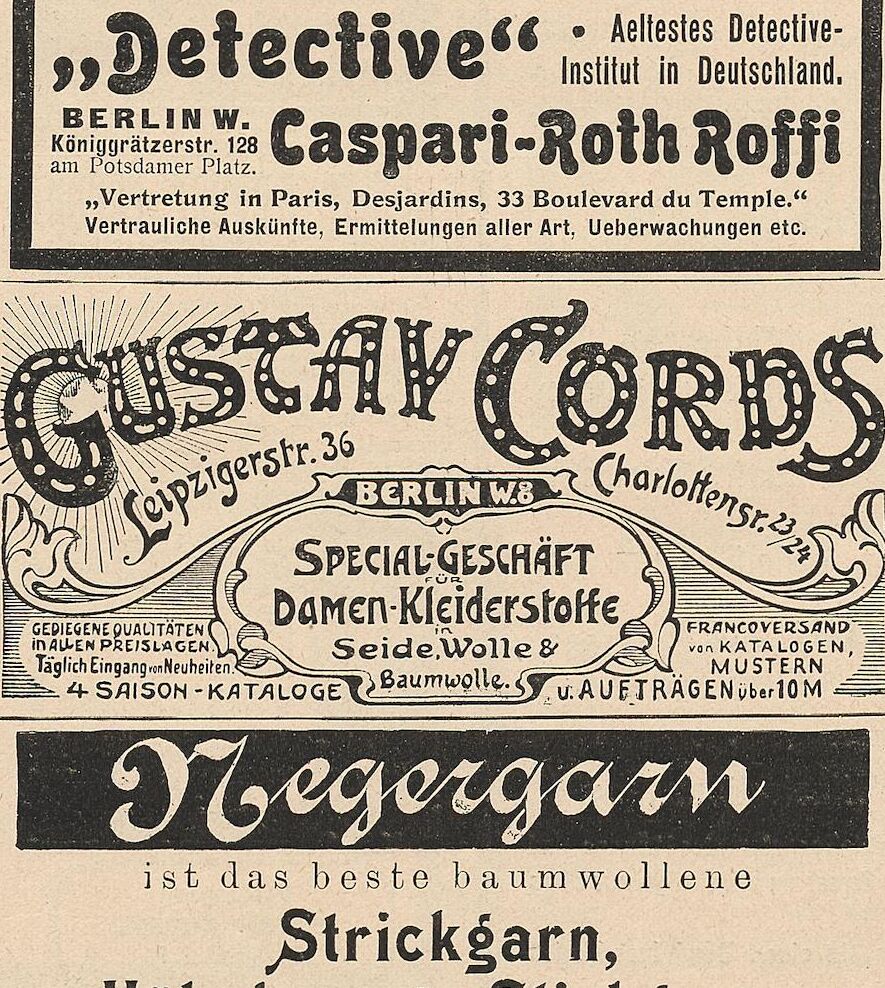 „Detective“ • Aeltestes Detective-
Institut in Deutschland.
BERLIN W.
Königgrätzerstr. 128
am Potsdamer Platz.
Caspari-Roth Roffi
„Vertretung in Paris, Desjardins, 33 Boulevard du Temple.“
Vertrauliche Auskünfte, Ermittelungen aller Art, Ueberwachungen etc.
GUSTAV CORDS
Leipzigerstr. 36
BERLIN W.8
Charlottenstr. 23/24
SPECIAL-GESCHÄFT
FÜR
DAMEN-KLEIDERSTOFFE
in
Seide, Wolle &
Baumwolle.
GEDIEGENE QUALITÄTEN
in ALLEN PREISLAGEN.
Täglich Eingang von Neuheiten.
4 SAISON-KATALOGE
FRANCOVERSAND
von KATALOGEN,
MUSTERN
u. AUFTRÄGEN über 10 M
Negergarn
ist das beste baumwollene
Strickgarn,